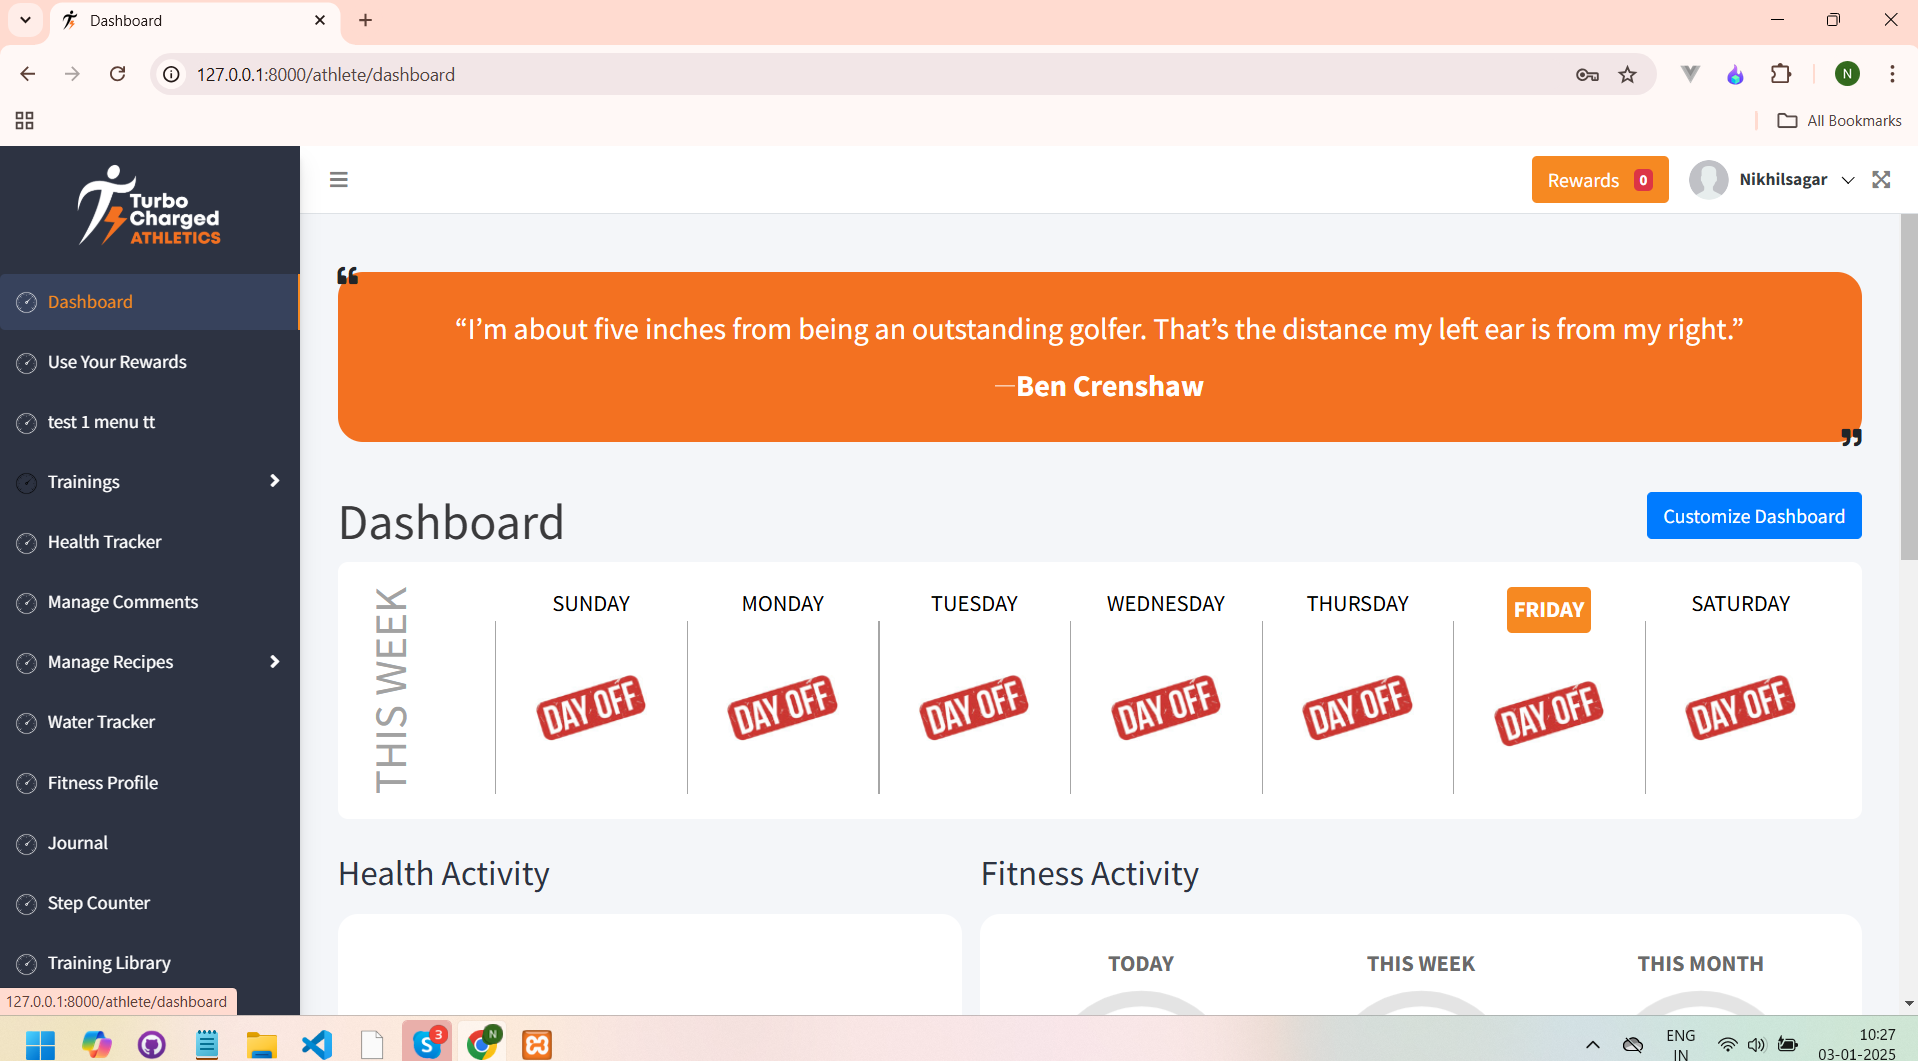 Dashboard
127.0.0.1:8000/athlete/dashboard
N
All Bookmarks
Turbo
Charged
ATHLETICS
Rewards 0
Nikhilsagar
Dashboard
Use Your Rewards
test 1 menu tt
Trainings
Health Tracker
Manage Comments
Manage Recipes
Water Tracker
Fitness Profile
Journal
Step Counter
Training Library
“I’m about five inches from being an outstanding golfer. That’s the distance my left ear is from my right.”
—Ben Crenshaw
Dashboard
Customize Dashboard
THIS WEEK
SUNDAY MONDAY TUESDAY WEDNESDAY THURSDAY FRIDAY SATURDAY
DAY OFF DAY OFF DAY OFF DAY OFF DAY OFF DAY OFF DAY OFF
Health Activity
Fitness Activity
TODAY THIS WEEK THIS MONTH
127.0.0.1:8000/athlete/dashboard
S 3
N
ENG
IN
10:27
03-01-2025